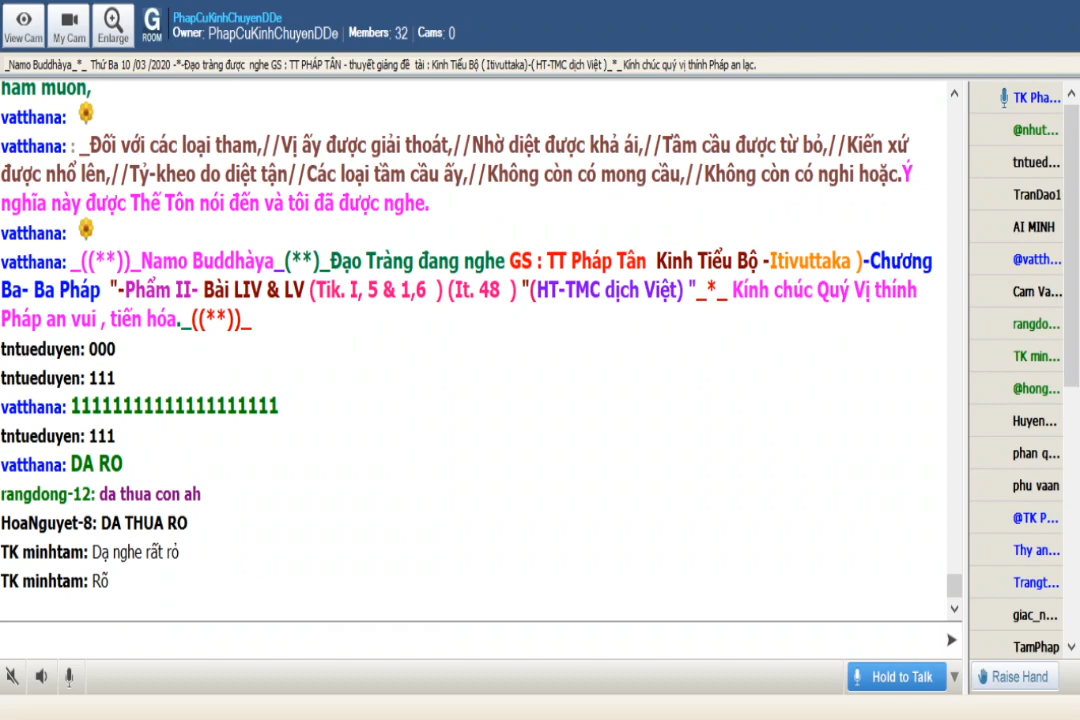 View Cam
My Cam
Enlarge
G ROOM
PhapCuKinhChuyenDDe
Owner: PhapCuKinhChuyenDDe | Members: 32 | Cams: 0
_Namo Buddhàya_*_ Thứ Ba 10 /03 /2020 -*-Đạo tràng được nghe GS : TT PHÁP TÂN - thuyết giảng đề tài : Kinh Tiểu Bộ ( Itivuttaka)-( HT-TMC dịch Việt )_*_ Kính chúc quý vị thính Pháp an lạc.
ham muốn,
vatthana:
vatthana: : _Đối với các loại tham,//Vị ấy được giải thoát,//Nhờ diệt được khả ái,//Tầm cầu được từ bỏ,//Kiến xứ
được nhổ lên,//Tỷ-kheo do diệt tận//Các loại tầm cầu ấy,//Không còn có mong cầu,//Không còn có nghi hoặc.Ý
nghĩa này được Thế Tôn nói đến và tôi đã được nghe.
vatthana:
vatthana: _((**))_Namo Buddhàya_(**)_Đạo Tràng đang nghe GS : TT Pháp Tân Kinh Tiểu Bộ -Itivuttaka )-Chương
Ba- Ba Pháp "-Phẩm II- Bài LIV & LV (Tik. I, 5 & 1,6 ) (It. 48 ) "(HT-TMC dịch Việt) "_*_ Kính chúc Quý Vị thính
Pháp an vui , tiến hóa._((**))_
tntueduyen: 000
tntueduyen: 111
vatthana: 11111111111111111111
tntueduyen: 111
vatthana: DA RO
rangdong-12: da thua con ah
HoaNguyet-8: DA THUA RO
TK minhtam: Dạ nghe rất rỏ
TK minhtam: Rõ
TK Pha...
@nhut...
tntued...
TranDao1
AI MINH
@vatth...
Cam Va...
rangdo...
TK min...
@hong...
Huyen...
phan q...
phu vaan
@TK P...
Thy an...
Trangt...
giac_n...
TamPhap
Hold to Talk
Raise Hand